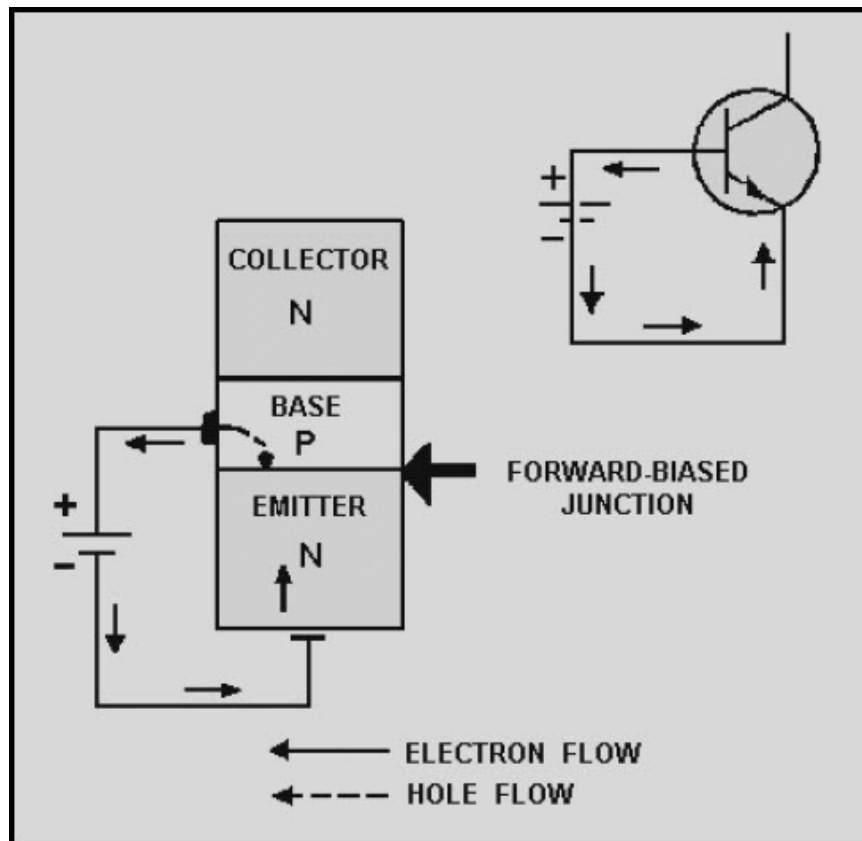 COLLECTOR
N
BASE
P
EMITTER
N
+
-
+
-
FORWARD-BIASED
JUNCTION
ELECTRON FLOW
HOLE FLOW